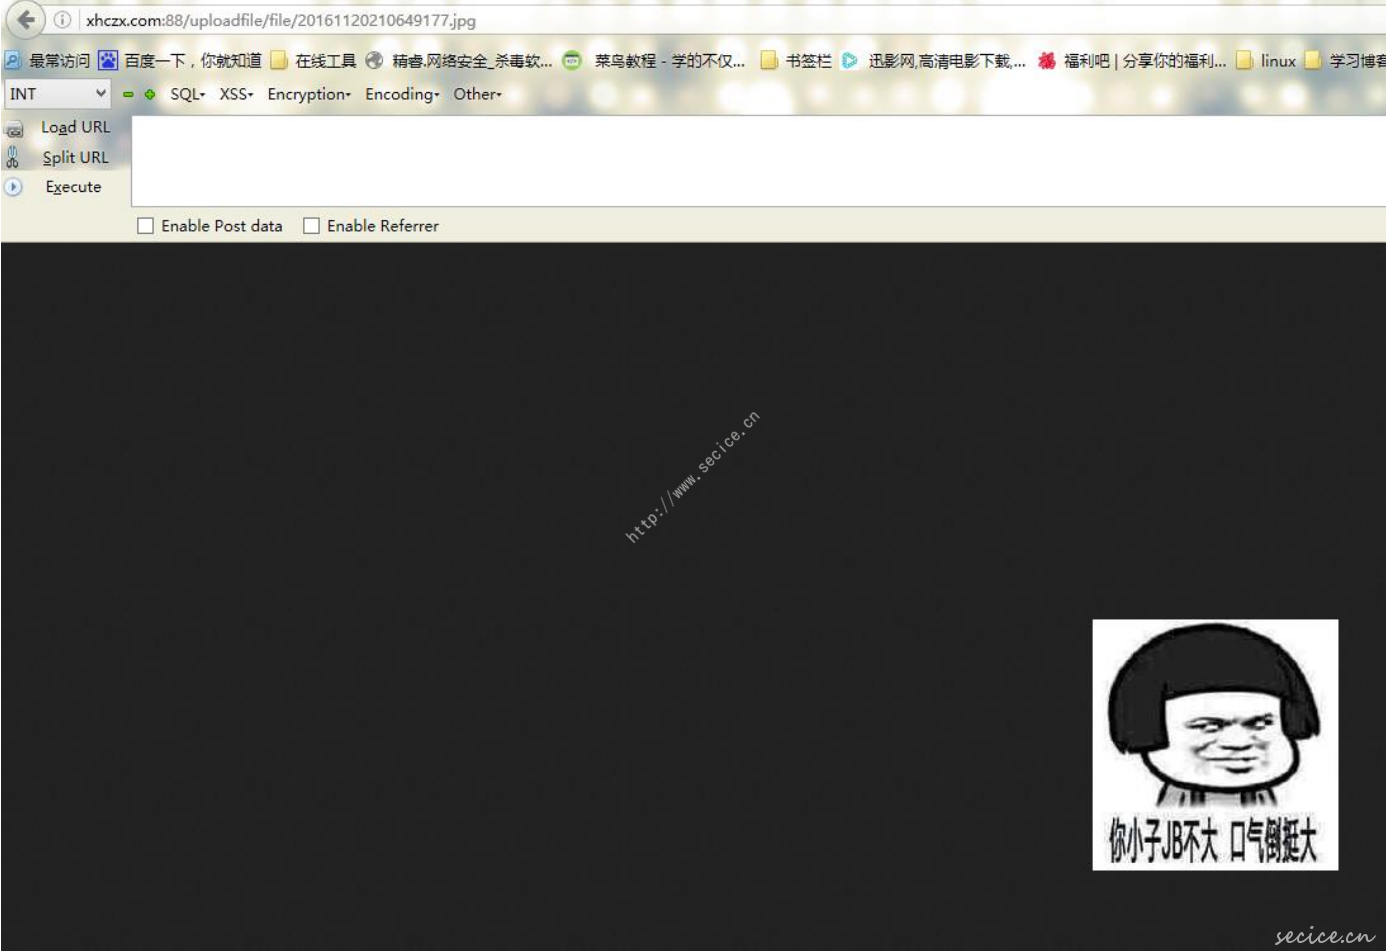 xhczx.com:88/uploadfile/file/20161120210649177.jpg
最常访问 百度一下，你就知道 在线工具 精睿.网络安全_杀毒软... 菜鸟教程 - 学的不仅... 书签栏 迅影网,高清电影下载,... 福利吧 | 分享你的福利... linux 学习博客
INT SQL XSS Encryption Encoding Other
Load URL
Split URL
Execute
Enable Post data Enable Referrer
http://www.secice.cn
你小子JB不大 口气倒挺大
secice.cn